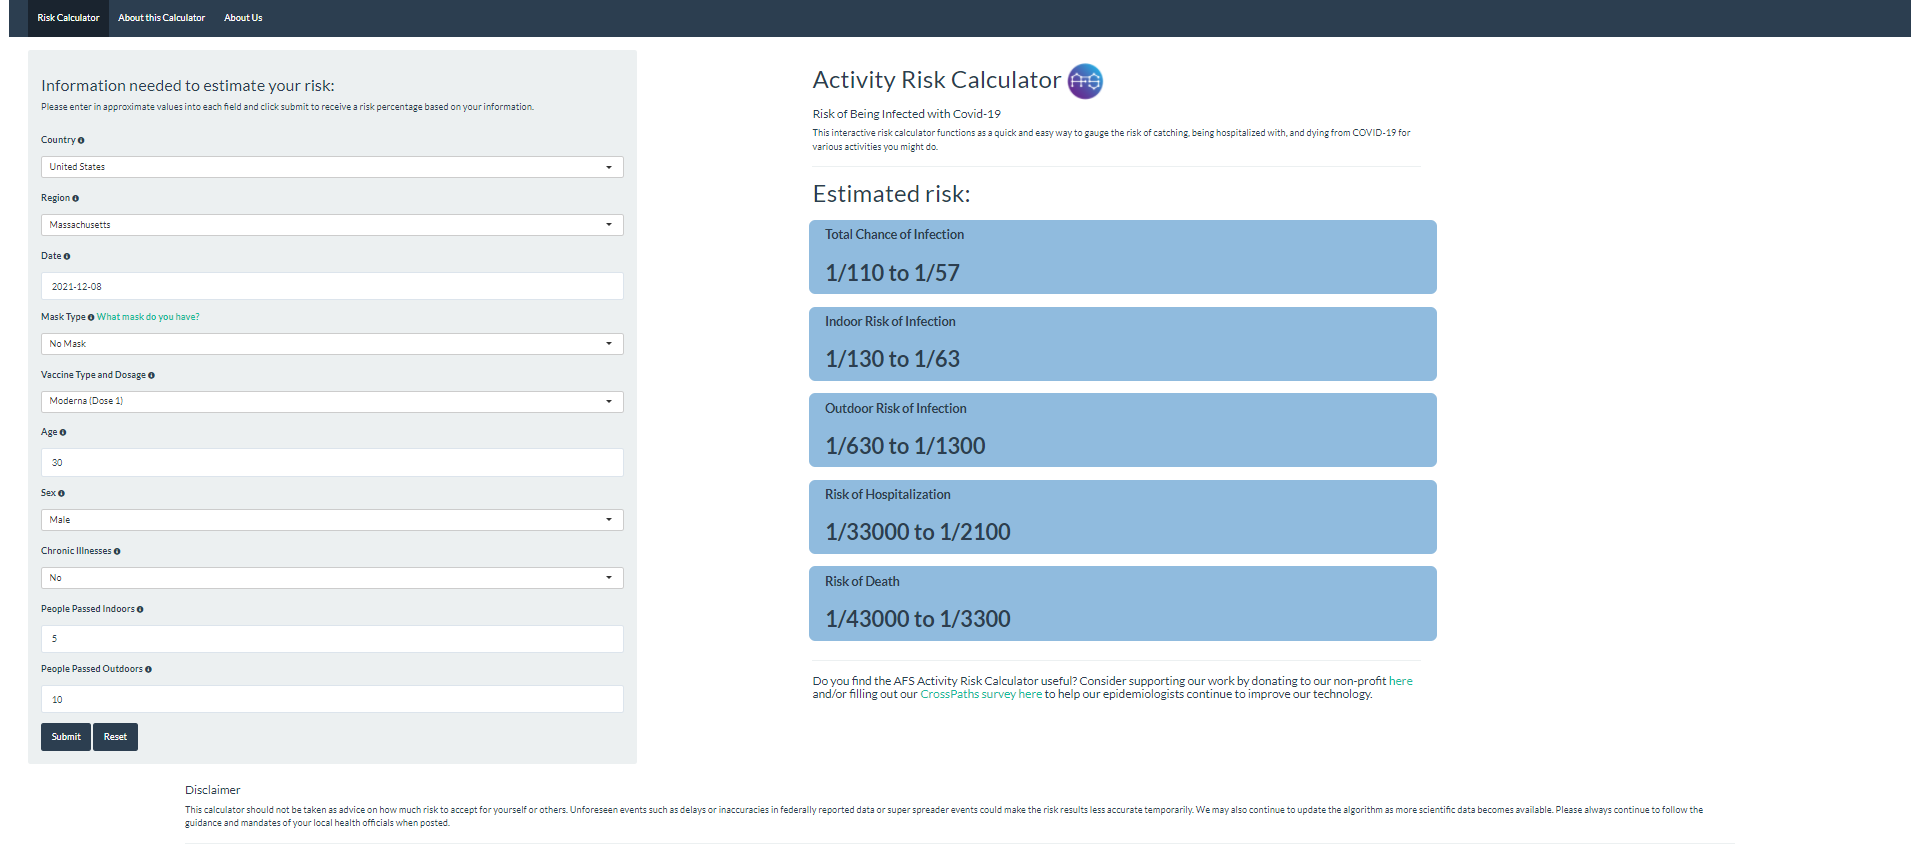 Risk Calculator About this Calculator About Us
Information needed to estimate your risk:
Please enter in approximate values into each field and click submit to receive a risk percentage based on your information.
Country
United States
Region
Massachusetts
Date
2021-12-08
Mask Type What mask do you have?
No Mask
Vaccine Type and Dosage
Moderna (Dose 1)
Age
30
Sex
Male
Chronic Illnesses
No
People Passed Indoors
5
People Passed Outdoors
10
Submit Reset
Activity Risk Calculator AFS
Risk of Being Infected with Covid-19
This interactive risk calculator functions as a quick and easy way to gauge the risk of catching, being hospitalized with, and dying from COVID-19 for
various activities you might do.
Estimated risk:
Total Chance of Infection
1/110 to 1/57
Indoor Risk of Infection
1/130 to 1/63
Outdoor Risk of Infection
1/630 to 1/1300
Risk of Hospitalization
1/33000 to 1/2100
Risk of Death
1/43000 to 1/3300
Do you find the AFS Activity Risk Calculator useful? Consider supporting our work by donating to our non-profit here
and/or filling out our CrossPaths survey here to help our epidemiologists continue to improve our technology.
Disclaimer
This calculator should not be taken as advice on how much risk to accept for yourself or others. Unforeseen events such as delays or inaccuracies in federally reported data or super spreader events could make the risk results less accurate temporarily. We may also continue to update the algorithm as more scientific data becomes available. Please always continue to follow the
guidance and mandates of your local health officials when posted.